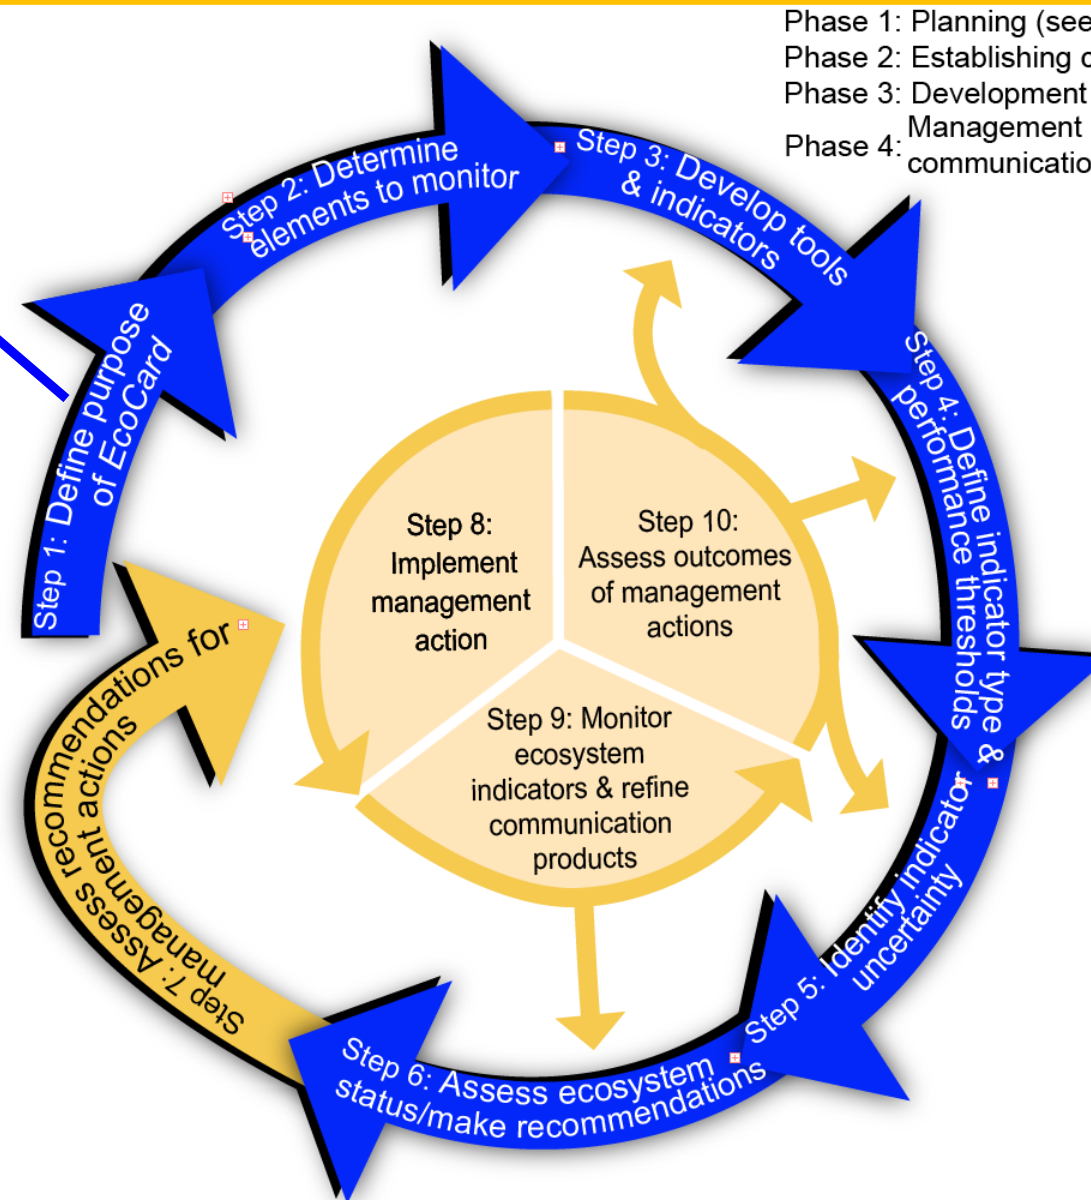 Phase 1: Planning (see
Phase 2: Establishing
Phase 3: Development
Phase 4: Management
communicatio
Step 1: Define purpose
of EcoCard
Step 2: Determine
elements to monitor
Step 3: Develop tools
& indicators
Step 4: Define indicator type &
performance thresholds
Step 5: Identify indicator
uncertainty
Step 6: Assess ecosystem
status/make recommendations
Step 7: Assess recommendations for
management actions
Step 8:
Implement
management
action
Step 9: Monitor
ecosystem
indicators & refine
communication
products
Step 10:
Assess outcomes
of management
actions